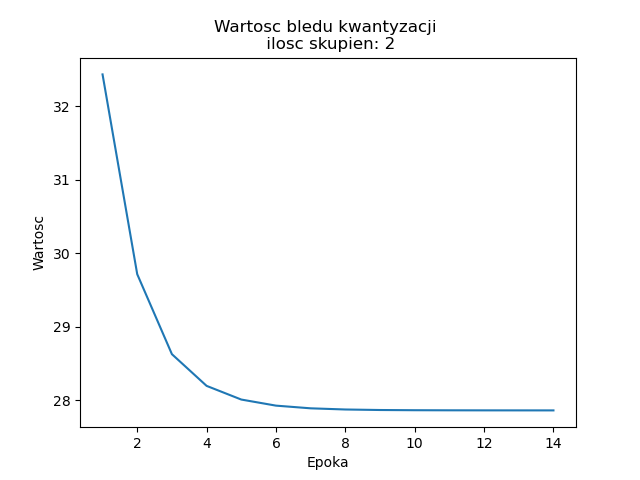 Wartosc bledu kwantyzacji
ilosc skupien: 2
Wartosc
32
31
30
29
28
2 4 6 8 10 12 14
Epoka